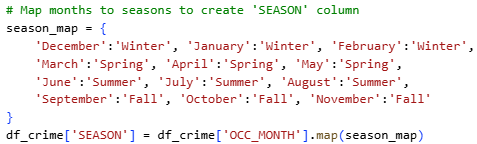 # Map months to seasons to create 'SEASON' column
season_map = {
    'December':'Winter', 'January':'Winter', 'February':'Winter',
    'March':'Spring', 'April':'Spring', 'May':'Spring',
    'June':'Summer', 'July':'Summer', 'August':'Summer',
    'September':'Fall', 'October':'Fall', 'November':'Fall'
}
df_crime['SEASON'] = df_crime['OCC_MONTH'].map(season_map)